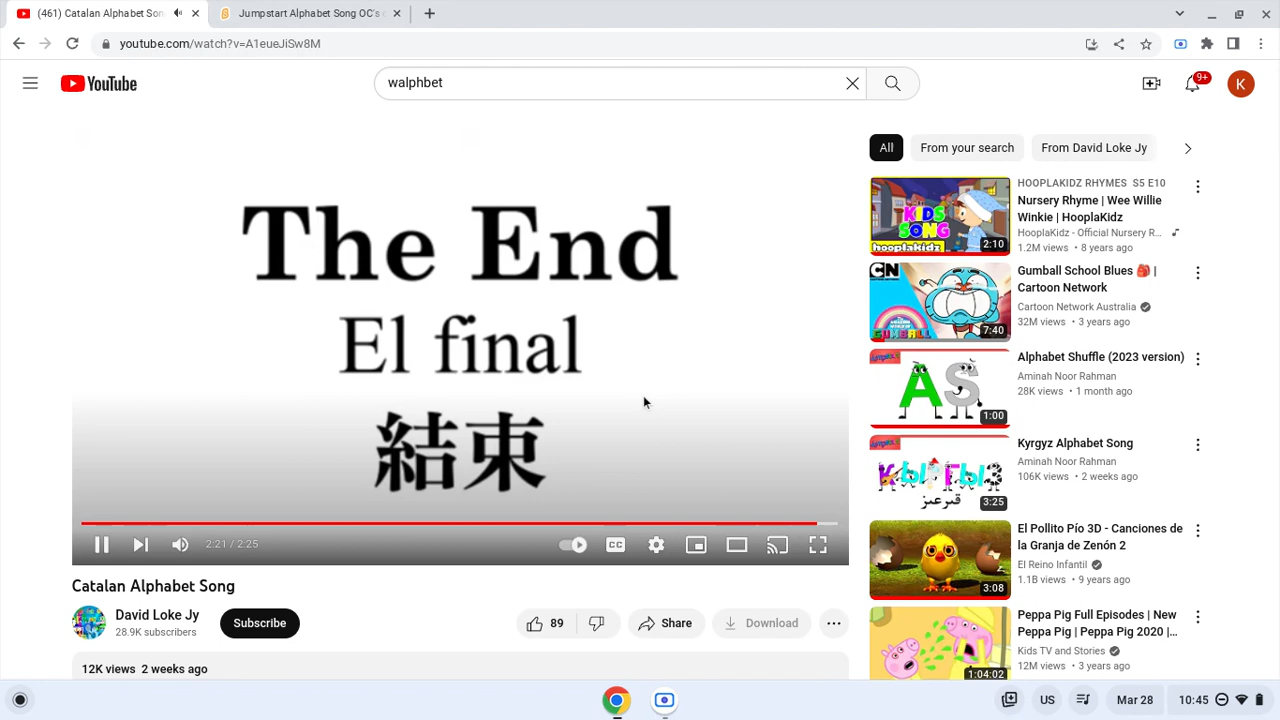 (461) Catalan Alphabet Son
Jumpstart Alphabet Song OC's
youtube.com/watch?v=A1eueJiSw8M
YouTube
walphbet
9+
K
The End
El final
結束
2:21 / 2:25
CC
Catalan Alphabet Song
David Loke Jy
28.9K subscribers
Subscribe
89
Share
Download
12K views 2 weeks ago
All
From your search
From David Loke Jy
KIDS SONG
hooplakidz
2:10
HOOPLAKIDZ RHYMES S5 E10
Nursery Rhyme | Wee Willie
Winkie | HooplaKidz
HooplaKidz - Official Nursery R...
1.2M views • 8 years ago
CN
GUMBALL
7:40
Gumball School Blues 🎒 |
Cartoon Network
Cartoon Network Australia
32M views • 3 years ago
A S
1:00
Alphabet Shuffle (2023 version)
Aminah Noor Rahman
28K views • 1 month ago
3:25
Kyrgyz Alphabet Song
Aminah Noor Rahman
106K views • 2 weeks ago
3:08
El Pollito Pío 3D - Canciones de
la Granja de Zenón 2
El Reino Infantil
1.1B views • 9 years ago
1:04:02
Peppa Pig Full Episodes | New
Peppa Pig | Peppa Pig 2020 |...
Kids TV and Stories
12M views • 3 years ago
US
Mar 28
10:45